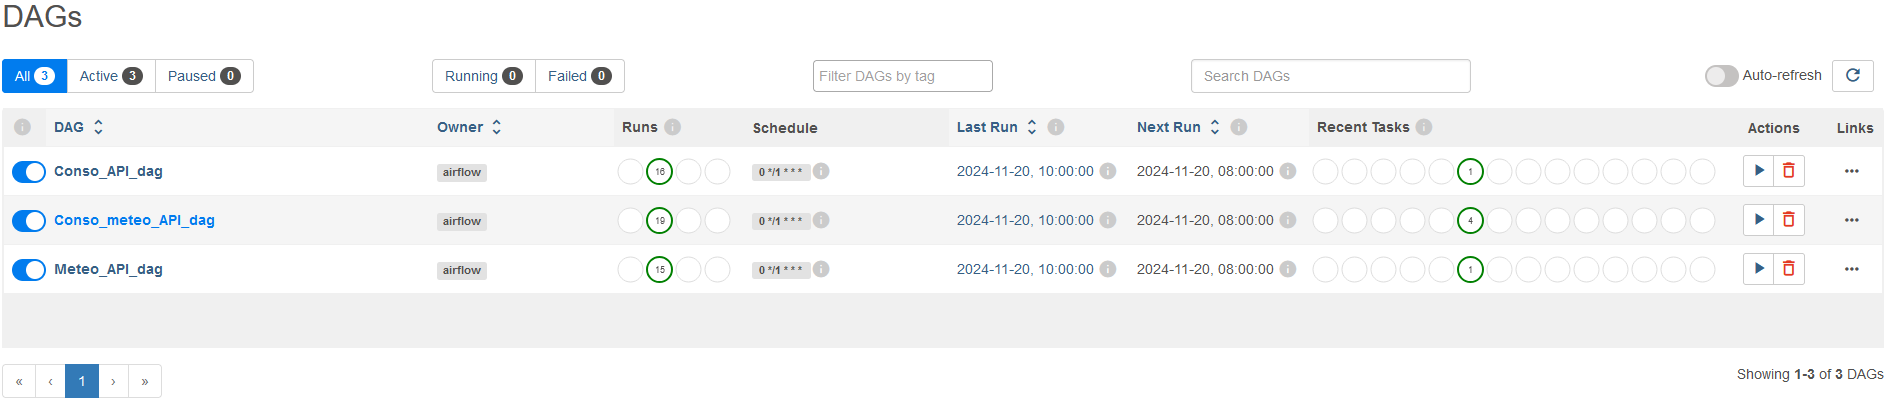 DAGs
All 3 Active 3 Paused 0 Running 0 Failed 0 Filter DAGs by tag Search DAGs Auto-refresh
DAG Owner Runs Schedule Last Run Next Run Recent Tasks Actions Links
Conso_API_dag airflow 16 0 */1 * * * 2024-11-20, 10:00:00 2024-11-20, 08:00:00 1
Conso_meteo_API_dag airflow 19 0 */1 * * * 2024-11-20, 10:00:00 2024-11-20, 08:00:00 4
Meteo_API_dag airflow 15 0 */1 * * * 2024-11-20, 10:00:00 2024-11-20, 08:00:00 1
« ‹ 1 › »
Showing 1-3 of 3 DAGs